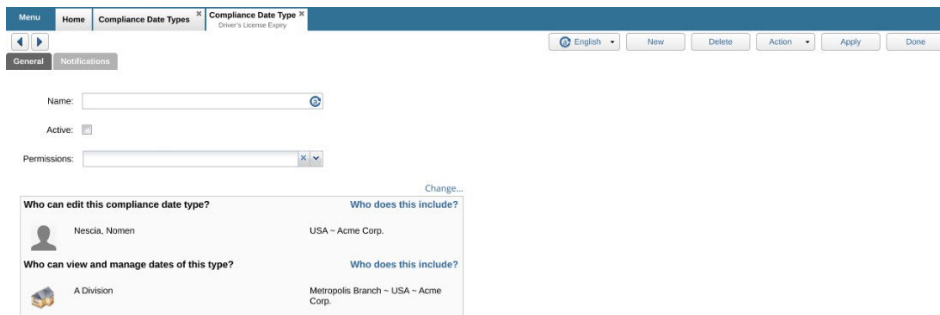 Menu
Home
Compliance Date Types
Compliance Date Type
Driver's License Expiry
English
New
Delete
Action
Apply
Done
General
Notifications
Name:
Active:
Permissions:
Change...
Who can edit this compliance date type? Who does this include?
Nescia, Nomen USA ~ Acme Corp.
Who can view and manage dates of this type? Who does this include?
A Division Metropolis Branch ~ USA ~ Acme
Corp.